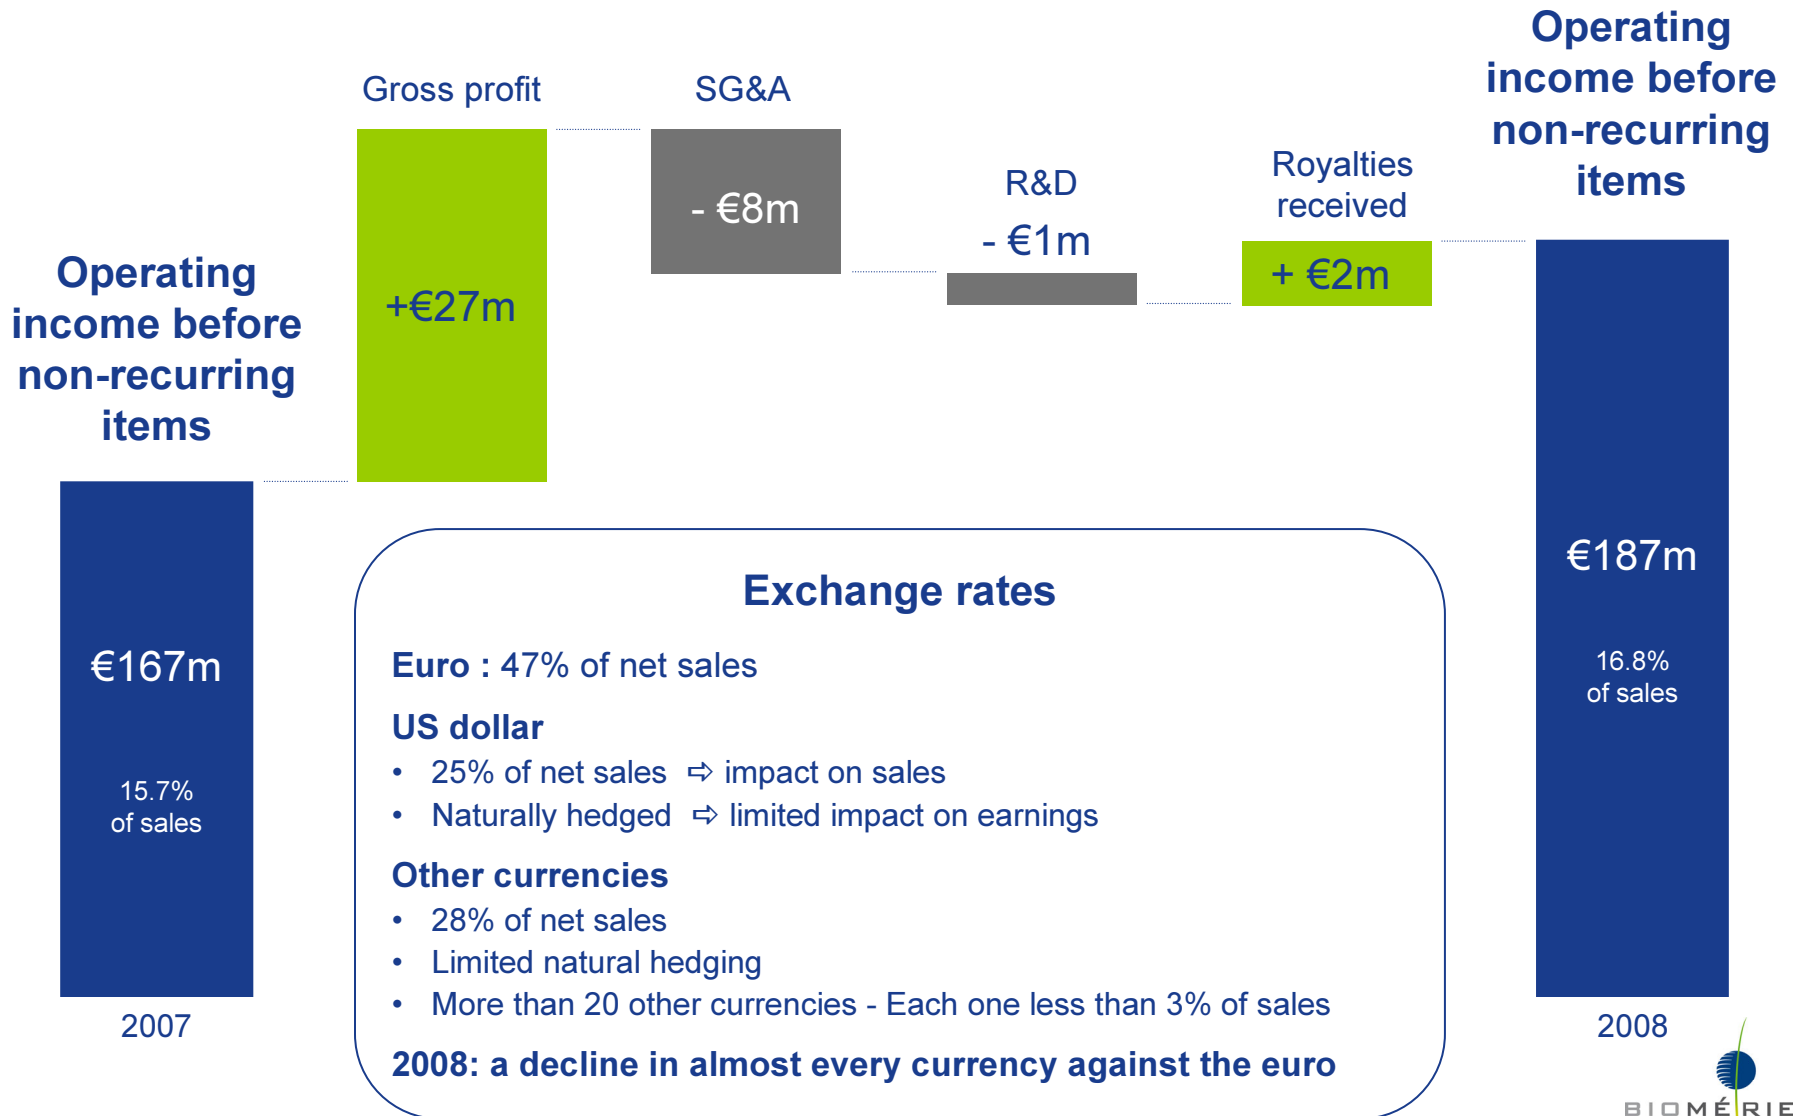 Operating
income before
non-recurring
items
€167m
15.7%
of sales
2007
Gross profit
+€27m
SG&A
- €8m
R&D
- €1m
Royalties
received
+ €2m
Operating
income before
non-recurring
items
€187m
16.8%
of sales
2008
Exchange rates
Euro : 47% of net sales
US dollar
• 25% of net sales ⇨ impact on sales
• Naturally hedged ⇨ limited impact on earnings
Other currencies
• 28% of net sales
• Limited natural hedging
• More than 20 other currencies - Each one less than 3% of sales
2008: a decline in almost every currency against the euro
BIOMÉRIE